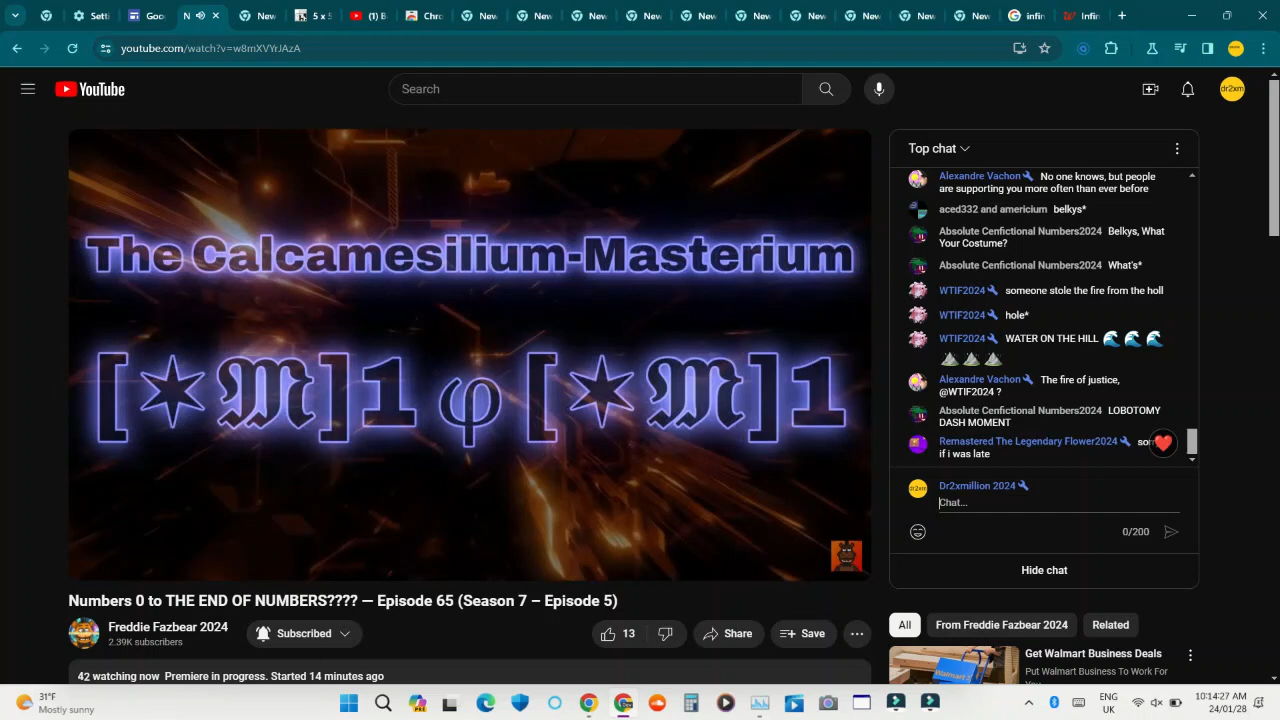 Setti
Goo
N
New
5 x 5
(1) B
Chro
New
New
New
New
New
New
New
New
New
New
infin
Infin
youtube.com/watch?v=w8mXVYrJAzA
YouTube
Search
dr2xm
The Calcamesilium-Masterium
[✶𝔐]1 φ [✶𝔐]1
Top chat
Alexandre Vachon No one knows, but people
are supporting you more often than ever before
aced332 and americium belkys*
Absolute Cenfictional Numbers2024 Belkys, What
Your Costume?
Absolute Cenfictional Numbers2024 What's*
WTIF2024 someone stole the fire from the holl
WTIF2024 hole*
WTIF2024 WATER ON THE HILL 🌊 🌊 🌊
⛰️ ⛰️ ⛰️
Alexandre Vachon The fire of justice,
@WTIF2024 ?
Absolute Cenfictional Numbers2024 LOBOTOMY
DASH MOMENT
Remastered The Legendary Flower2024
if i was late
Dr2xmillion 2024
Chat...
0/200
Hide chat
Numbers 0 to THE END OF NUMBERS???? — Episode 65 (Season 7 – Episode 5)
Freddie Fazbear 2024
2.39K subscribers
Subscribed
13
Share
Save
42 watching now Premiere in progress. Started 14 minutes ago
All
From Freddie Fazbear 2024
Related
Get Walmart Business Deals
Put Walmart Business To Work For
31°F
Mostly sunny
PRE
ENG
UK
10:14:27 AM
24/01/28